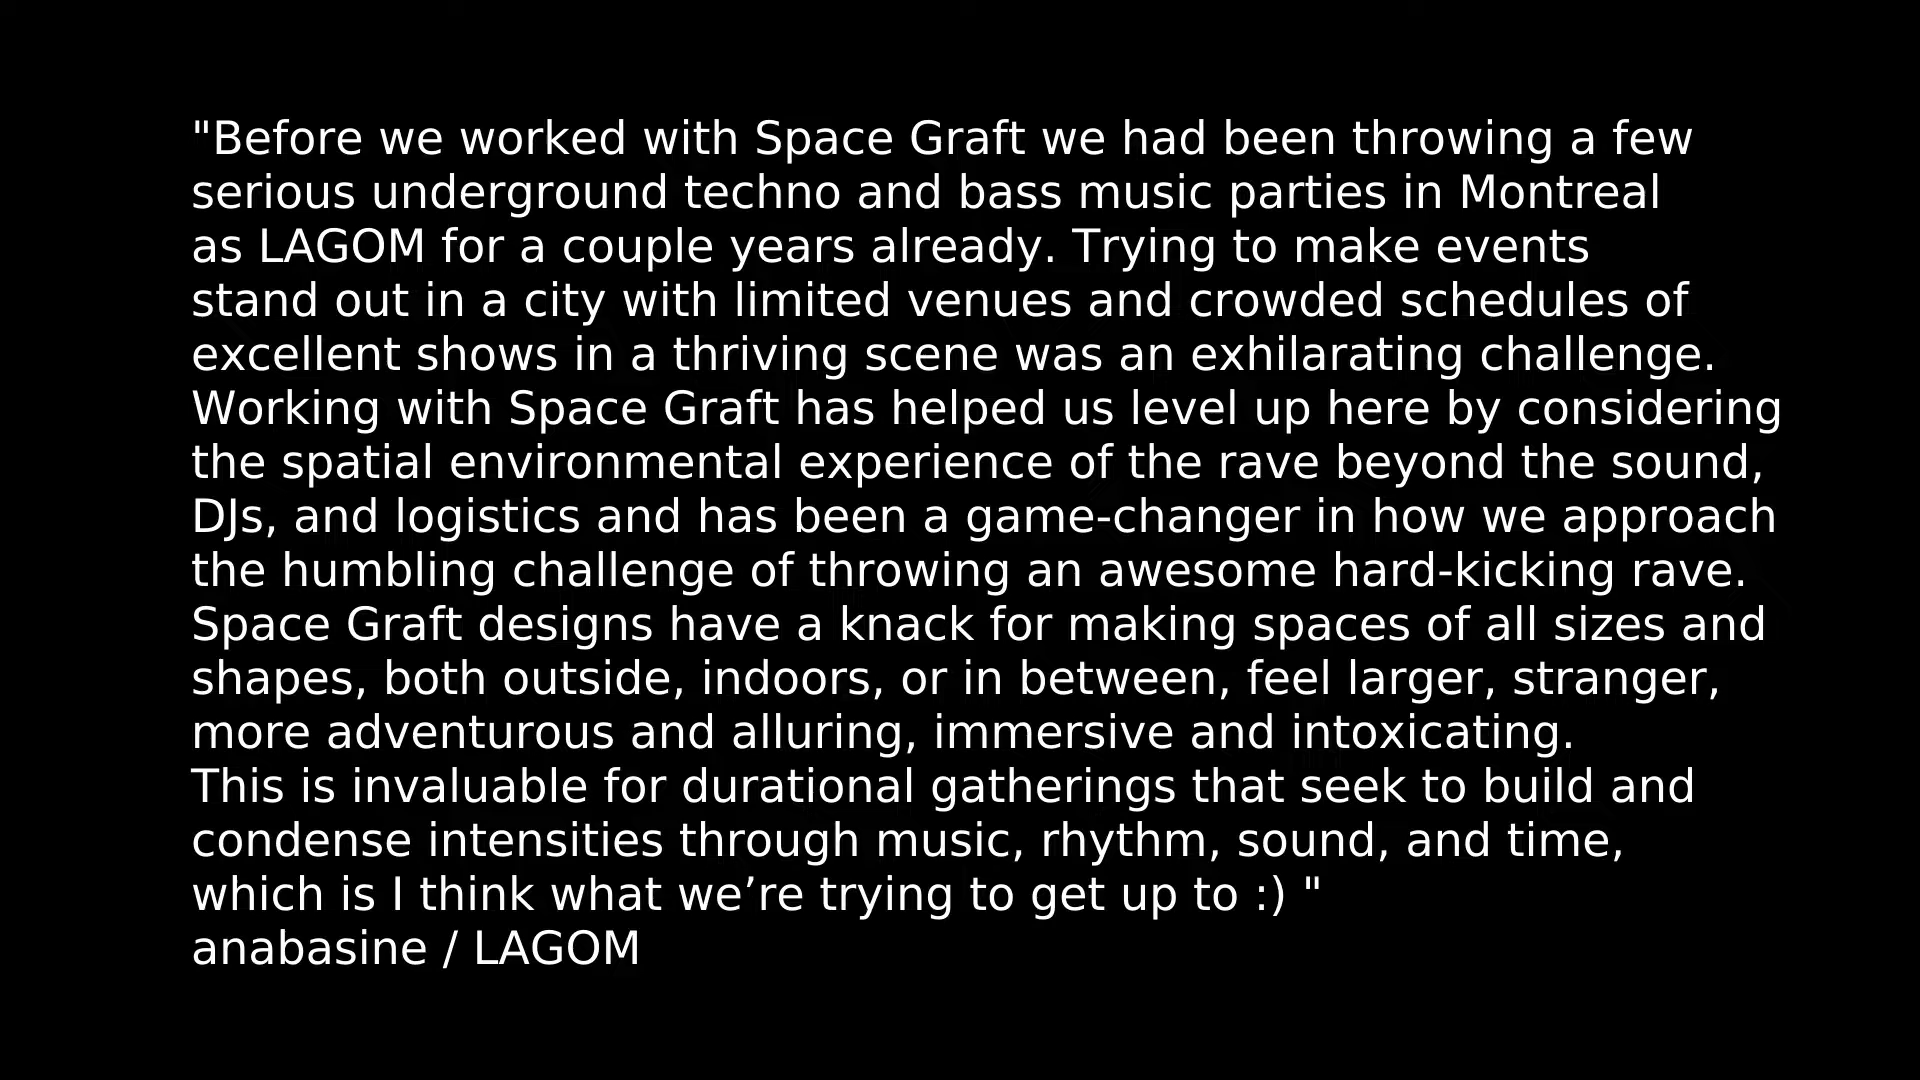 "Before we worked with Space Graft we had been throwing a few
serious underground techno and bass music parties in Montreal
as LAGOM for a couple years already. Trying to make events
stand out in a city with limited venues and crowded schedules of
excellent shows in a thriving scene was an exhilarating challenge.
Working with Space Graft has helped us level up here by considering
the spatial environmental experience of the rave beyond the sound,
DJs, and logistics and has been a game-changer in how we approach
the humbling challenge of throwing an awesome hard-kicking rave.
Space Graft designs have a knack for making spaces of all sizes and
shapes, both outside, indoors, or in between, feel larger, stranger,
more adventurous and alluring, immersive and intoxicating.
This is invaluable for durational gatherings that seek to build and
condense intensities through music, rhythm, sound, and time,
which is I think what we’re trying to get up to :) "
anabasine / LAGOM